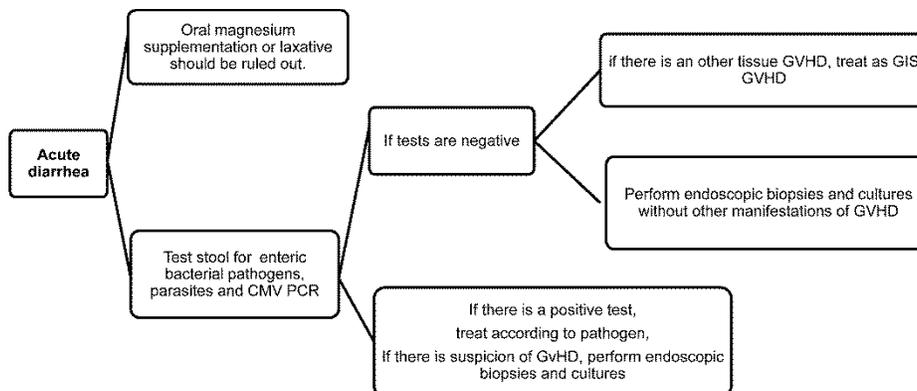 Oral magnesium
supplementation or laxative
should be ruled out.
if there is an other tissue GVHD, treat as GIS
GVHD
If tests are negative
Acute
diarrhea
Perform endoscopic biopsies and cultures
without other manifestations of GVHD
Test stool for enteric
bacterial pathogens,
parasites and CMV PCR
If there is a positive test,
treat according to pathogen,
If there is suspicion of GvHD, perform endoscopic
biopsies and cultures